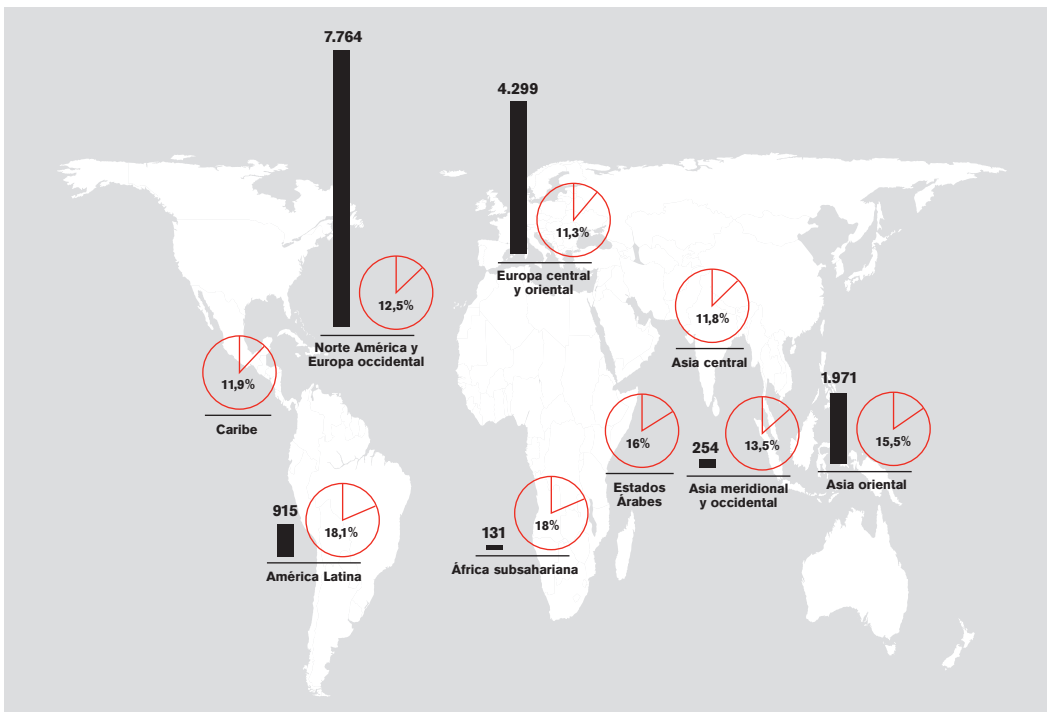 7.764
12,5%
Norte América y
Europa occidental
4.299
11,3%
Europa central
y oriental
11,8%
Asia central
11,9%
Caribe
1.971
15,5%
Asia oriental
16%
Estados
Árabes
254
13,5%
Asia meridional
y occidental
915
18,1%
América Latina
131
18%
África subsahariana